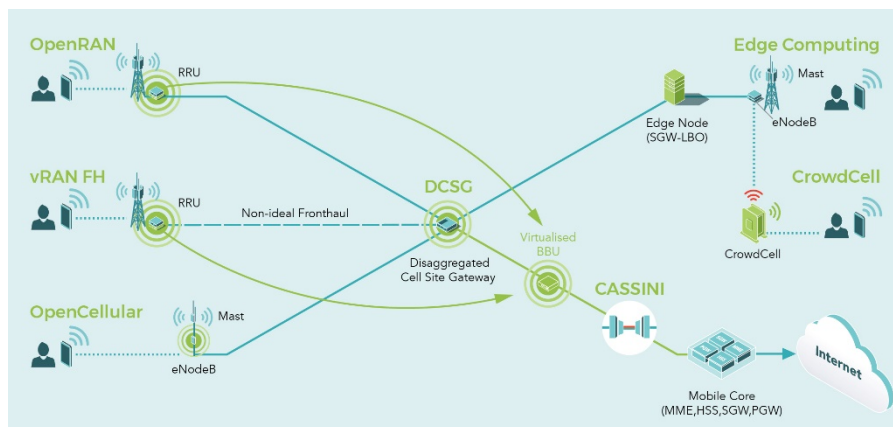 OpenRAN
RRU
Edge Computing
Mast
eNodeB
Edge Node
(SGW-LBO)
vRAN FH
RRU
Non-ideal Fronthaul
DCSG
Disaggregated
Cell Site Gateway
CrowdCell
CrowdCell
Virtualised
BBU
CASSINI
OpenCellular
Mast
eNodeB
Mobile Core
(MME,HSS,SGW,PGW)
Internet